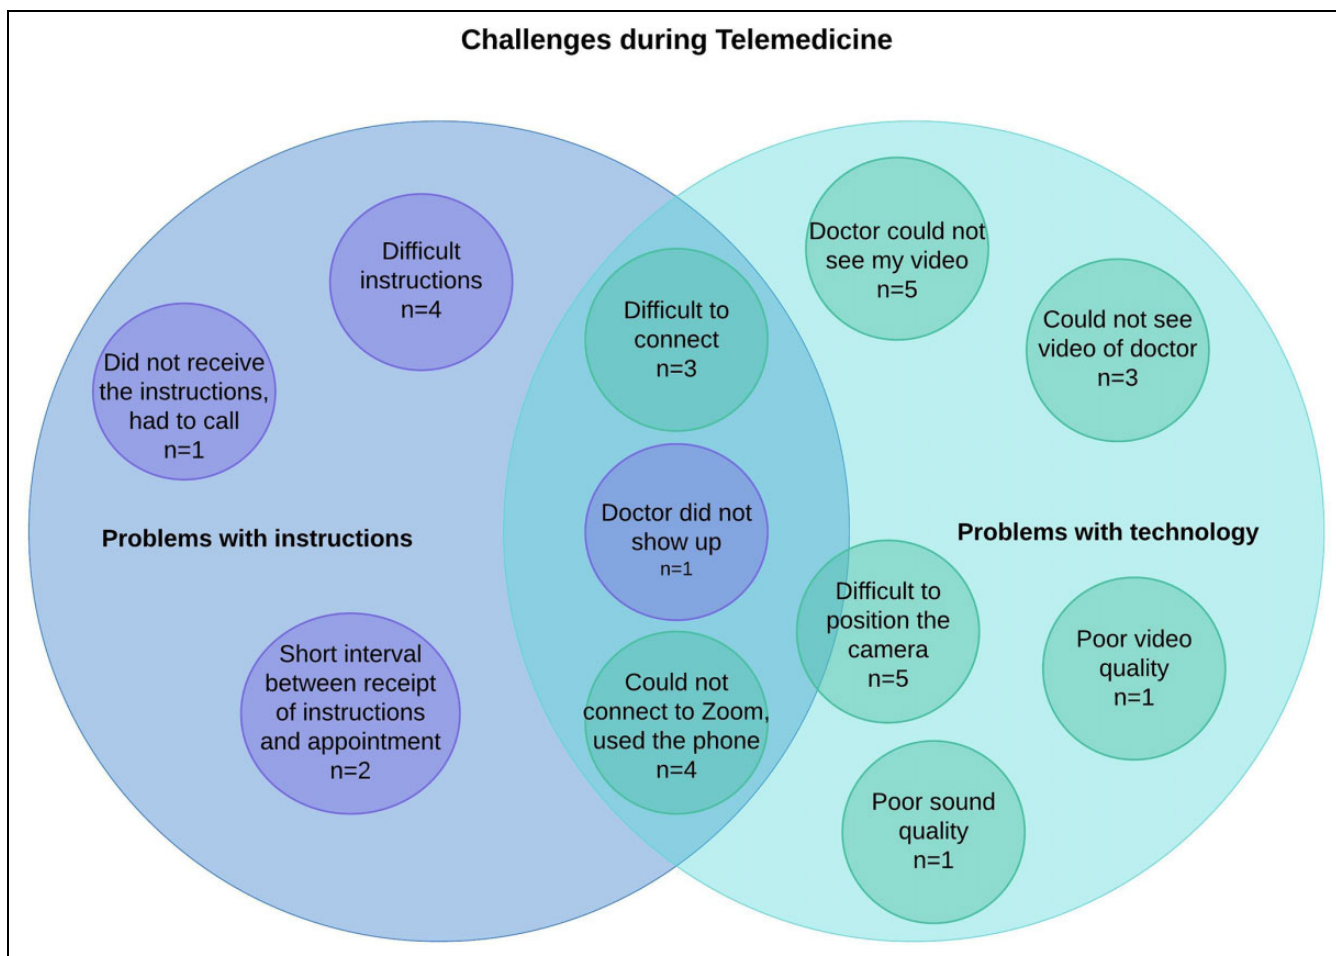 Challenges during Telemedicine
Difficult
instructions
n=4
Did not receive
the instructions,
had to call
n=1
Problems with instructions
Short interval
between receipt
of instructions
and appointment
n=2
Difficult to
connect
n=3
Doctor did not
show up
n=1
Could not
connect to Zoom,
used the phone
n=4
Doctor could not
see my video
n=5
Could not see
video of doctor
n=3
Problems with technology
Difficult to
position the
camera
n=5
Poor video
quality
n=1
Poor sound
quality
n=1